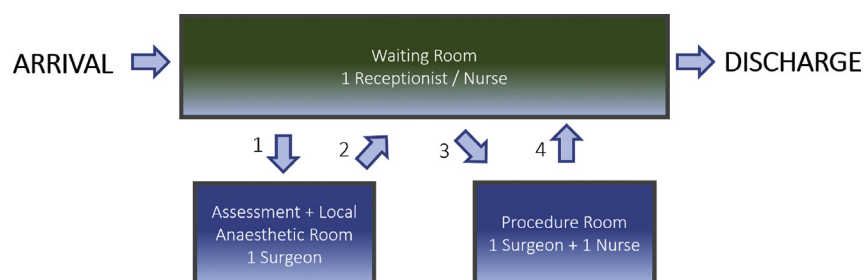 ARRIVAL
Waiting Room
1 Receptionist / Nurse
DISCHARGE
1
2
3
4
Assessment + Local
Anaesthetic Room
1 Surgeon
Procedure Room
1 Surgeon + 1 Nurse